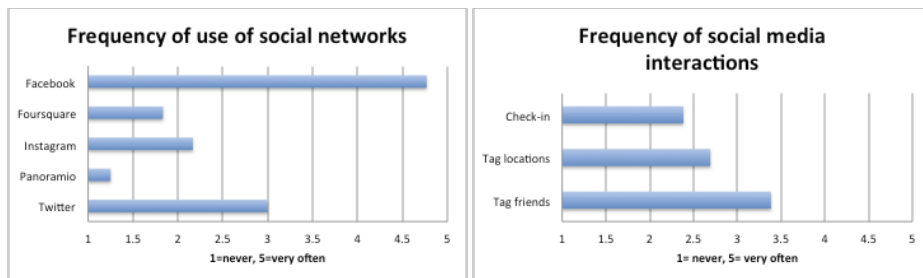 Frequency of use of social networks
Facebook
Foursquare
Instagram
Panoramio
Twitter
1 1.5 2 2.5 3 3.5 4 4.5 5
1=never, 5=very often
Frequency of social media
interactions
Check-in
Tag locations
Tag friends
1 1.5 2 2.5 3 3.5 4 4.5 5
1= never, 5= very often